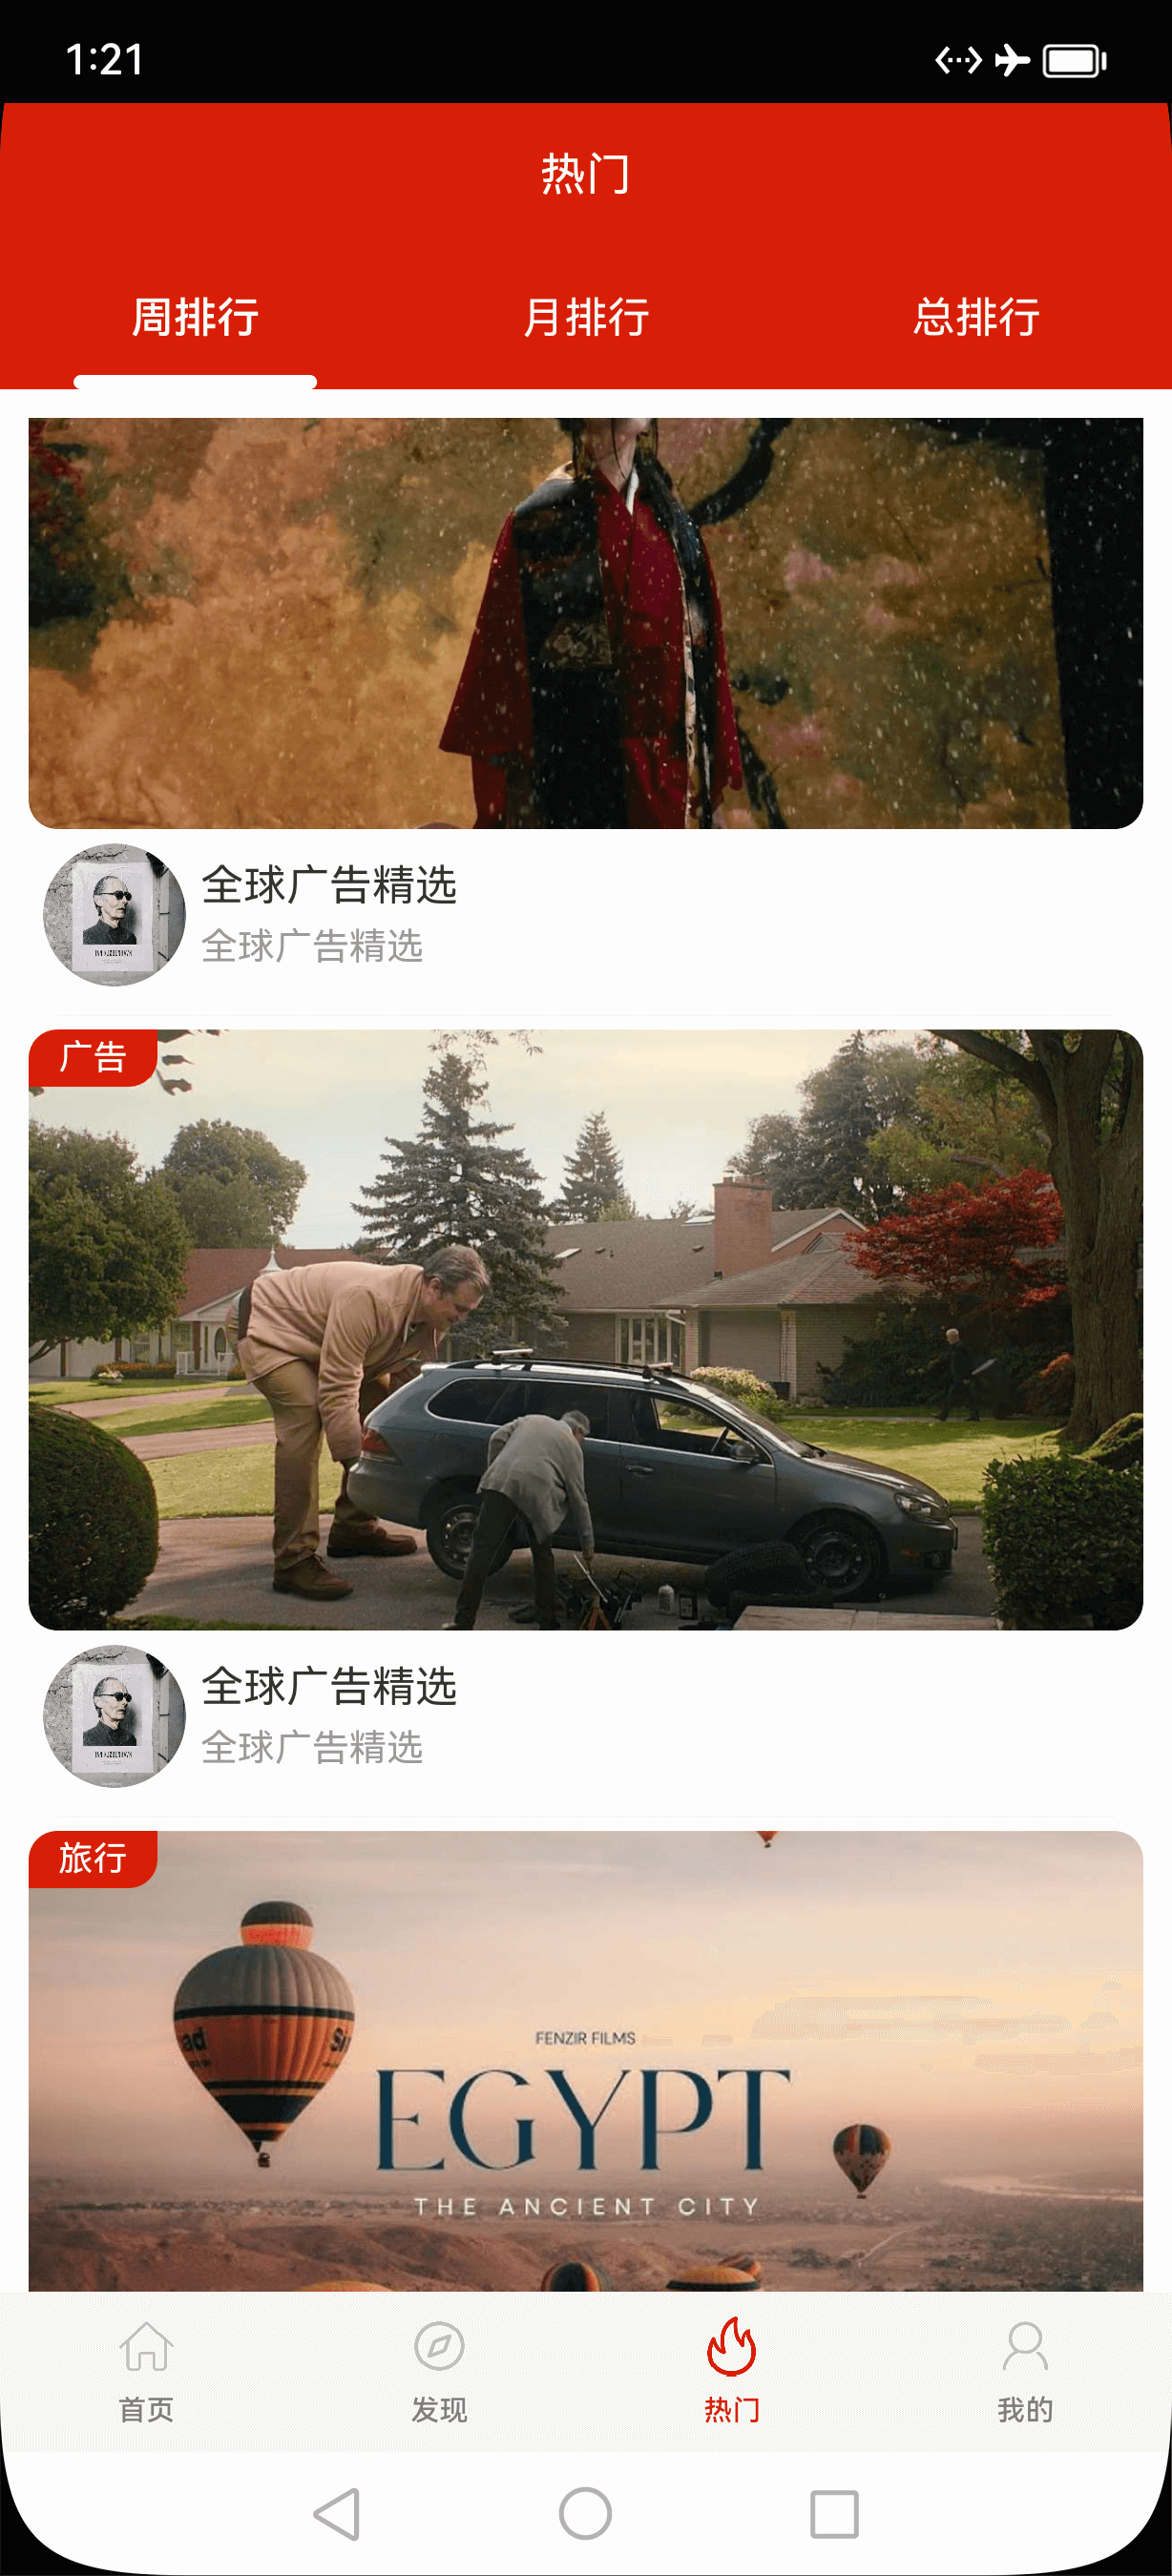 1:21
热门
周排行 月排行 总排行
全球广告精选
全球广告精选
广告
全球广告精选
全球广告精选
旅行
FENZIR FILMS
EGYPT
THE ANCIENT CITY
首页 发现 热门 我的